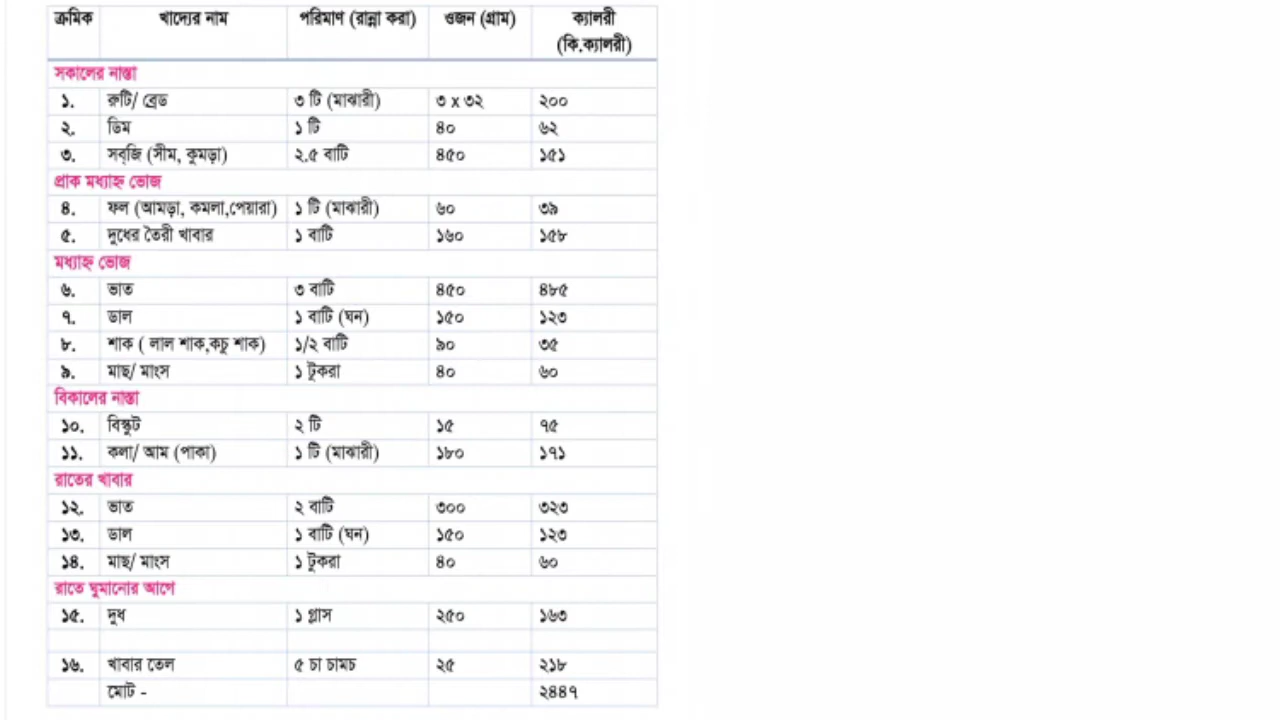 ক্রমিক খাদ্যের নাম পরিমাণ (রান্না করা) ওজন (গ্রাম) ক্যালরী
(কি.ক্যালরী)
সকালের নাস্তা
১. রুটি/ ব্রেড ৩ টি (মাঝারী) ৩ x ৩২ ২০০
২. ডিম ১ টি ৪০ ৬২
৩. সব্জি (সীম, কুমড়া) ২.৫ বাটি ৪৫০ ১৫১
প্রাক মধ্যাহ্ন ভোজ
৪. ফল (আমড়া, কমলা,পেয়ারা) ১ টি (মাঝারী) ৬০ ৩৯
৫. দুধের তৈরী খাবার ১ বাটি ১৬০ ১৫৮
মধ্যাহ্ন ভোজ
৬. ভাত ৩ বাটি ৪৫০ ৪৮৫
৭. ডাল ১ বাটি (ঘন) ১৫০ ১২৩
৮. শাক ( লাল শাক,কচু শাক) ১/২ বাটি ৯০ ৩৫
৯. মাছ/ মাংস ১ টুকরা ৪০ ৬০
বিকালের নাস্তা
১০. বিস্কুট ২ টি ১৫ ৭৫
১১. কলা/ আম (পাকা) ১ টি (মাঝারী) ১৮০ ১৭১
রাতের খাবার
১২. ভাত ২ বাটি ৩০০ ৩২৩
১৩. ডাল ১ বাটি (ঘন) ১৫০ ১২৩
১৪. মাছ/ মাংস ১ টুকরা ৪০ ৬০
রাতে ঘুমানোর আগে
১৫. দুধ ১ গ্লাস ২৫০ ১৬৩
১৬. খাবার তেল ৫ চা চামচ ২৫ ২১৮
মোট - ২৪৪৭